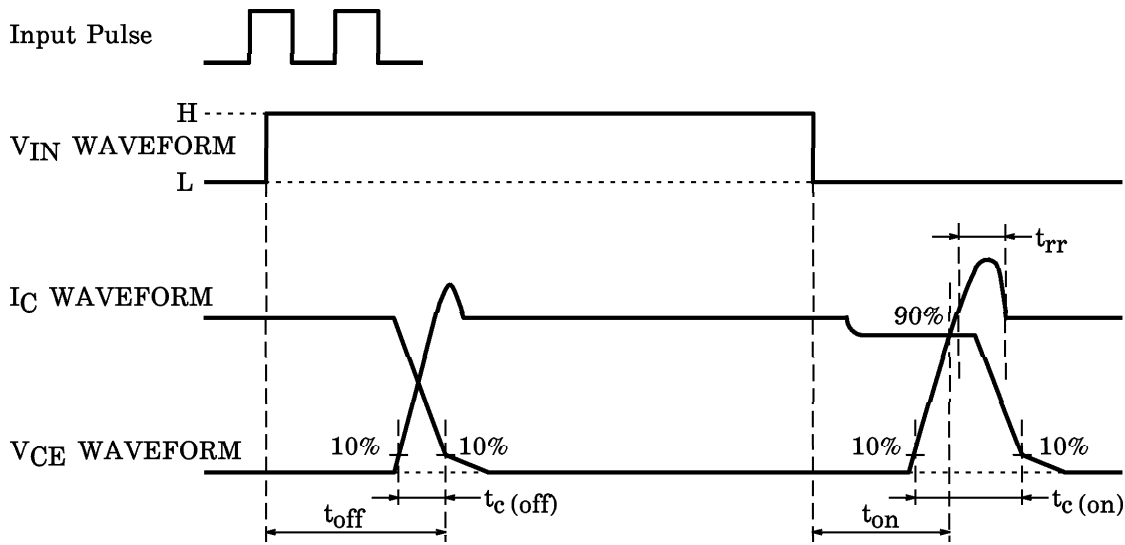 Input Pulse
H
VIN WAVEFORM
L
trr
IC WAVEFORM
90%
VCE WAVEFORM
10%
10%
10%
10%
tc (off)
tc (on)
toff
ton